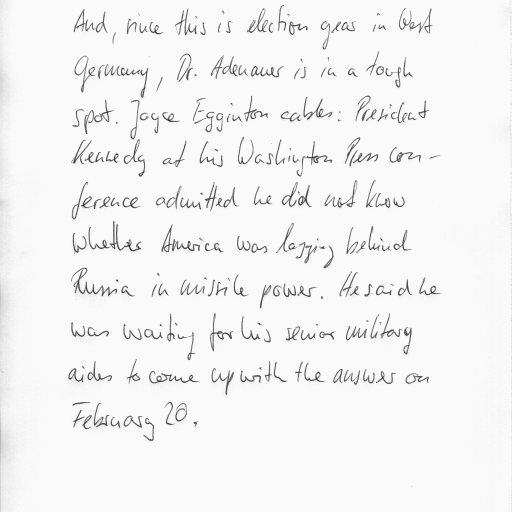 And, since this is election year in West
Germany, Dr. Adenauer is in a tough
spot. Joyce Egginton cables: President
Kennedy at his Washington Press con-
ference admitted he did not know
whether America was lagging behind
Russia in missile power. He said he
was waiting for his senior military
aides to come up with the answer on
February 20.